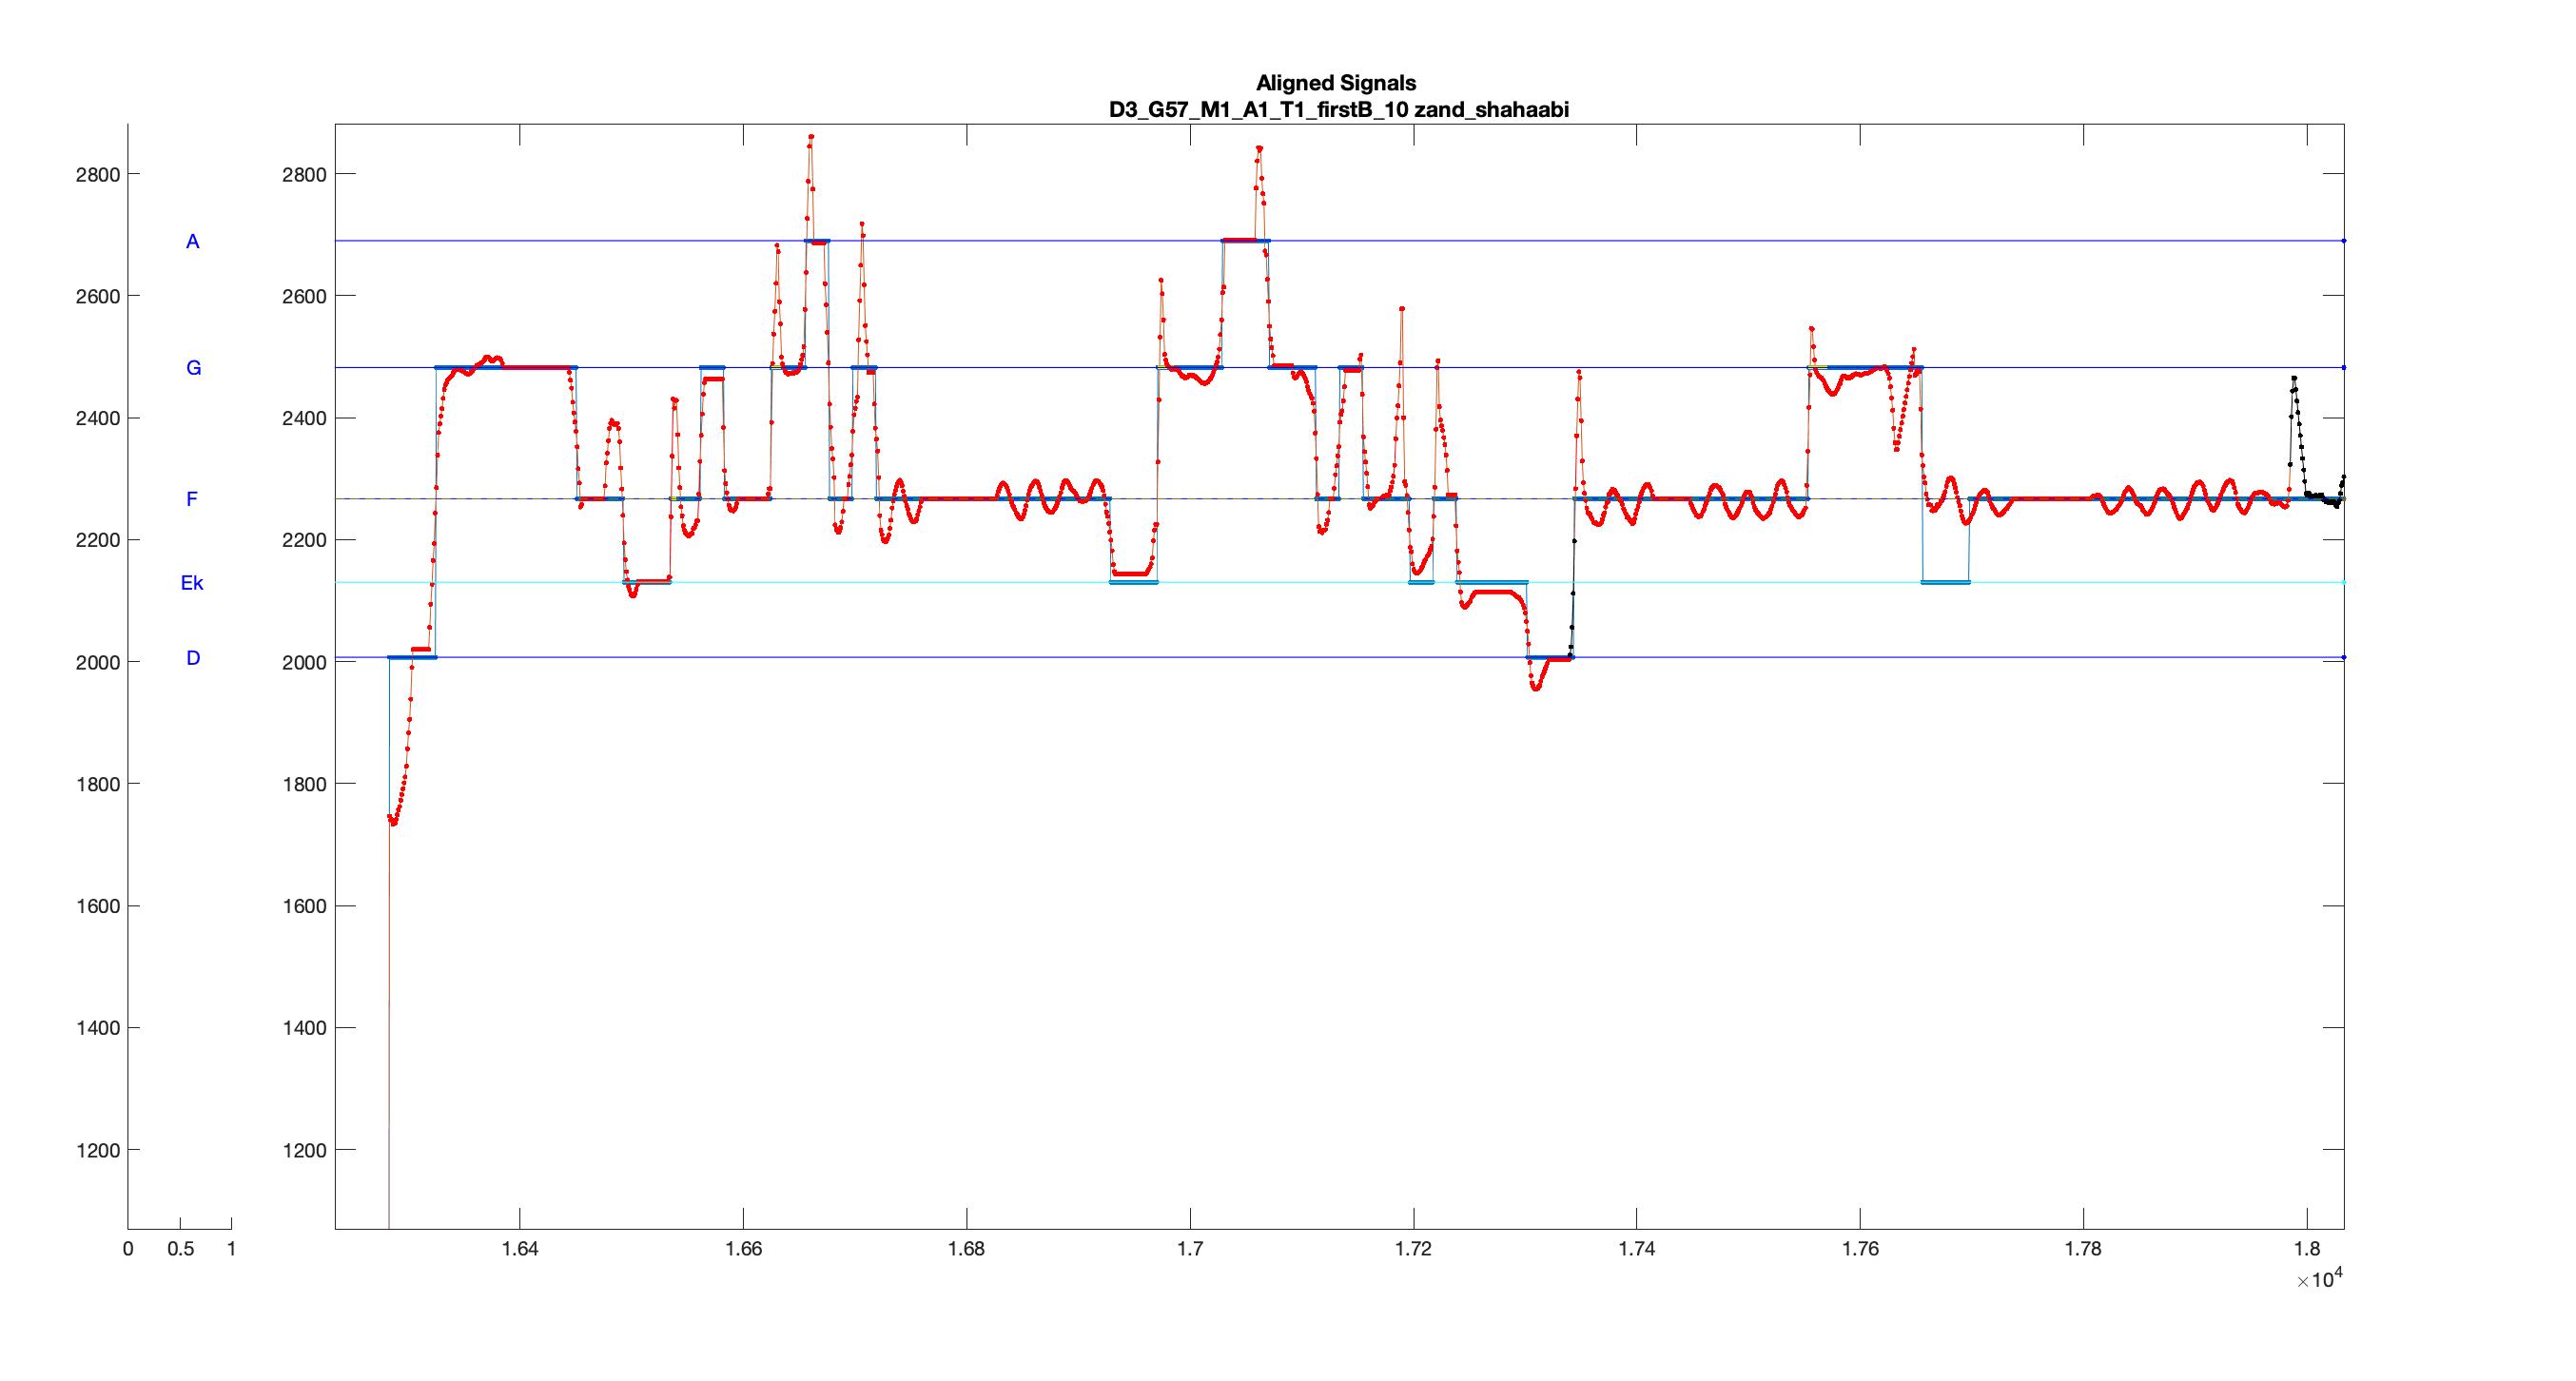 Aligned Signals
D3_G57_M1_A1_T1_firstB_10 zand_shahaabi
2800 2800
A
2600 2600
G
2400 2400
F
2200 2200
Ek
2000 D 2000
1800 1800
1600 1600
1400 1400
1200 1200
0 0.5 1 1.64 1.66 1.68 1.7 1.72 1.74 1.76 1.78 1.8
×10⁴